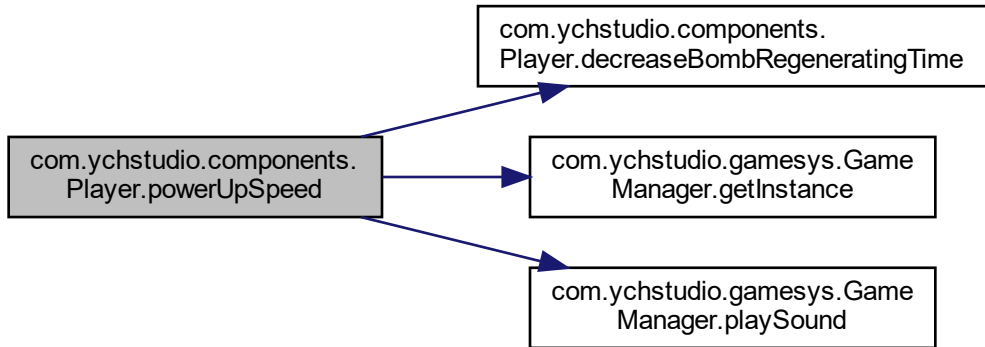 com.ychstudio.components.
Player.powerUpSpeed
com.ychstudio.components.
Player.decreaseBombRegeneratingTime
com.ychstudio.gamesys.Game
Manager.getInstance
com.ychstudio.gamesys.Game
Manager.playSound